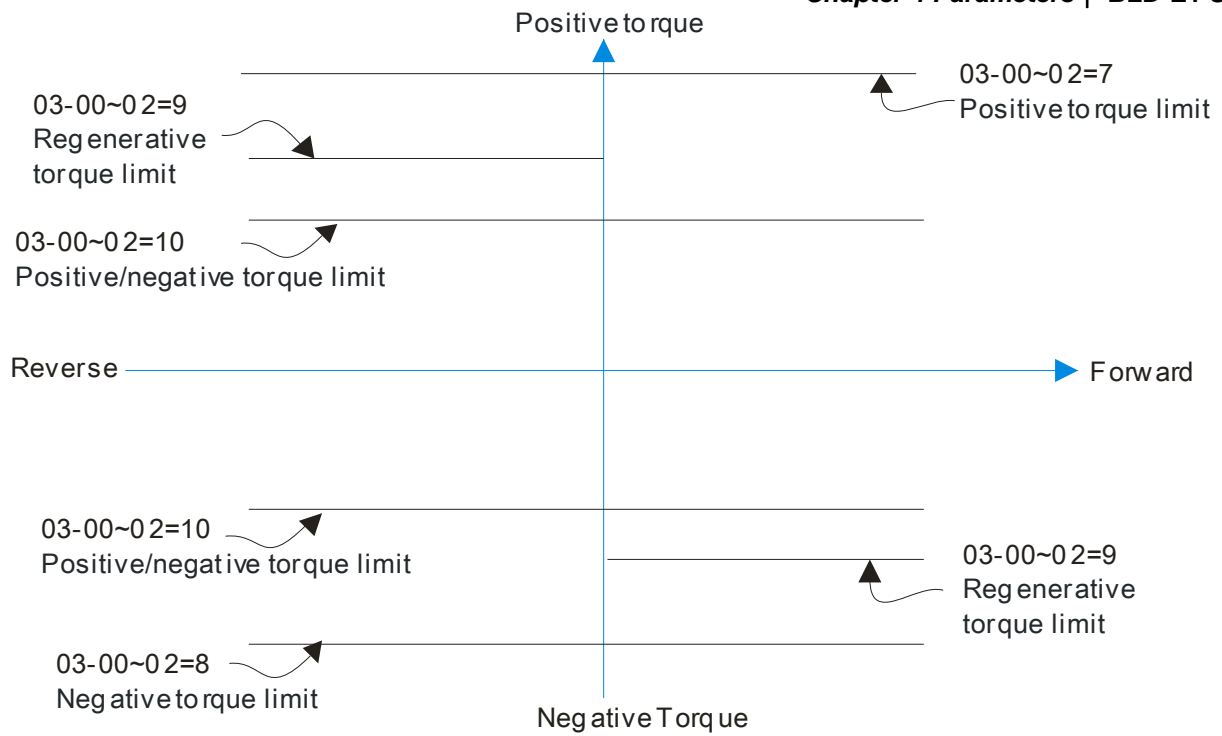 Positive torque
03-00~02=7
Positive torque limit
03-00~02=9
Regenerative
torque limit
03-00~02=10
Positive/negative torque limit
Reverse
Forward
03-00~02=10
Positive/negative torque limit
03-00~02=9
Regenerative
torque limit
03-00~02=8
Negative torque limit
Negative Torque